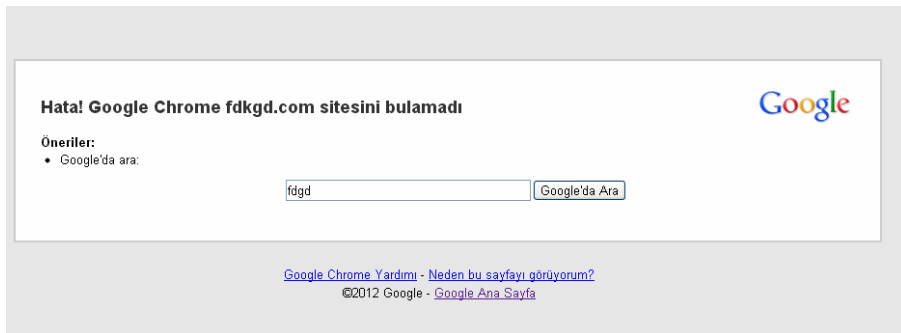 Hata! Google Chrome fdkgd.com sitesini bulamadı
Google
Öneriler:
Google'da ara:
fdgd
Google'da Ara
Google Chrome Yardımı - Neden bu sayfayı görüyorum?
©2012 Google - Google Ana Sayfa